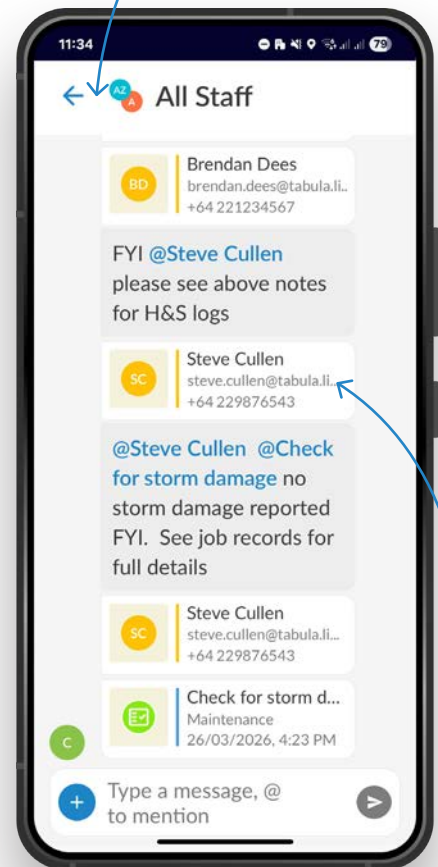 11:34
79
AZ
A
All Staff
BD
Brendan Dees
brendan.dees@tabula.li..
+64 221234567
FYI @Steve Cullen
please see above notes
for H&S logs
SC
Steve Cullen
steve.cullen@tabula.li...
+64 229876543
@Steve Cullen @Check
for storm damage no
storm damage reported
FYI. See job records for
full details
SC
Steve Cullen
steve.cullen@tabula.li...
+64 229876543
Check for storm d...
Maintenance
26/03/2026, 4:23 PM
C
Type a message, @
to mention